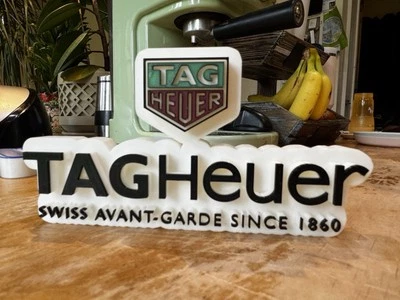 TAG
HEUER
TAGHeuer
SWISS AVANT-GARDE SINCE 1860